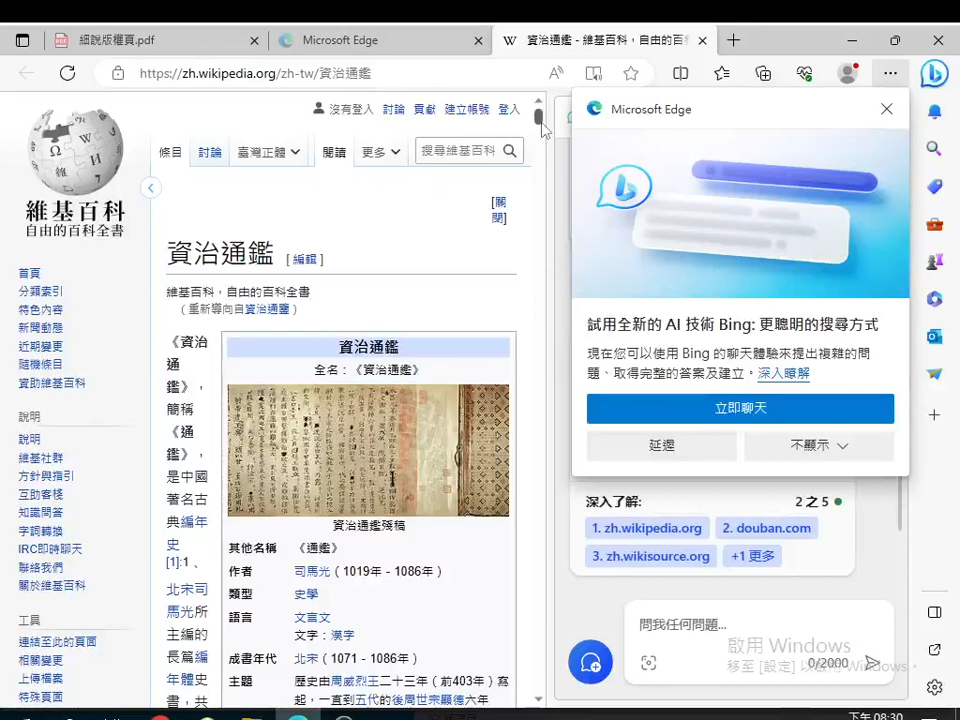 細說版權頁.pdf
Microsoft Edge
資治通鑑 - 維基百科，自由的百
https://zh.wikipedia.org/zh-tw/資治通鑑
沒有登入 討論 貢獻 建立帳號 登入
條目 討論 臺灣正體 閱讀 更多 搜尋維基百科
維基百科
自由的百科全書
首頁
分類索引
特色內容
新聞動態
近期變更
隨機條目
資助維基百科
說明
說明
維基社群
方針與指引
互助客棧
知識問答
字詞轉換
IRC即時聊天
聯絡我們
關於維基百科
工具
連結至此的頁面
相關變更
上傳檔案
特殊頁面
[關
閉]
資治通鑑 [編輯]
維基百科，自由的百科全書
（重新導向自資治通鑒）
《資治
通
鑑》，
簡稱
《通
鑑》，
是中國
著名古
典編年
史
[1]:1、
北宋司
馬光所
主編的
長篇編
年體史
書，共
資治通鑑
全名：《資治通鑑》
資治通鑑殘稿
其他名稱 《通鑑》
作者 司馬光（1019年 - 1086年）
類型 史學
語言 文言文
文字：漢字
成書年代 北宋（1071 - 1086年）
主題 歷史由周威烈王二十三年（前403年）寫
起，一直到五代的後周世宗顯德六年
Microsoft Edge
試用全新的 AI 技術 Bing: 更聰明的搜尋方式
現在您可以使用 Bing 的聊天體驗來提出複雜的問
題、取得完整的答案及建立。深入瞭解
立即聊天
延遲 不顯示
深入了解: 2 之 5
1. zh.wikipedia.org 2. douban.com
3. zh.wikisource.org +1 更多
問我任何問題...
啟用 Windows
移至 [設定] 以啟用 Windows。
0/2000
下午 08:30